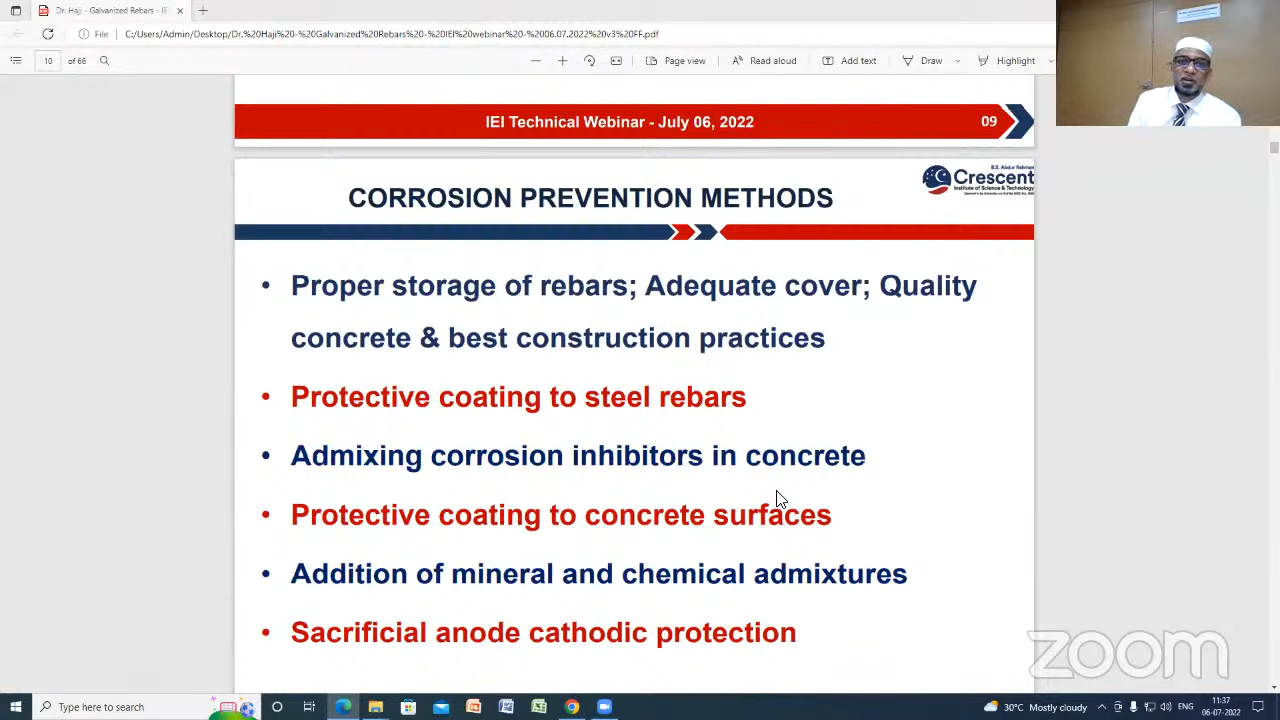 Dr. Haji - Galvanized Rebars - IE
File
C:/Users/Admin/Desktop/Dr.%20Haji%20-%20Galvanized%20Rebars%20-%20IEI%20webinar%20-%2006.07.2022%20v3%20FF.pdf
10 of 66
Page view
Read aloud
Add text
Draw
Highlight
IEI Technical Webinar - July 06, 2022
09
B.S. Abdur Rahman
Crescent
Institute of Science & Technology
CORROSION PREVENTION METHODS
• Proper storage of rebars; Adequate cover; Quality
concrete & best construction practices
• Protective coating to steel rebars
• Admixing corrosion inhibitors in concrete
• Protective coating to concrete surfaces
• Addition of mineral and chemical admixtures
• Sacrificial anode cathodic protection
zoom
Type here to search
30°C Mostly cloudy
ENG
11:37
06-07-2022